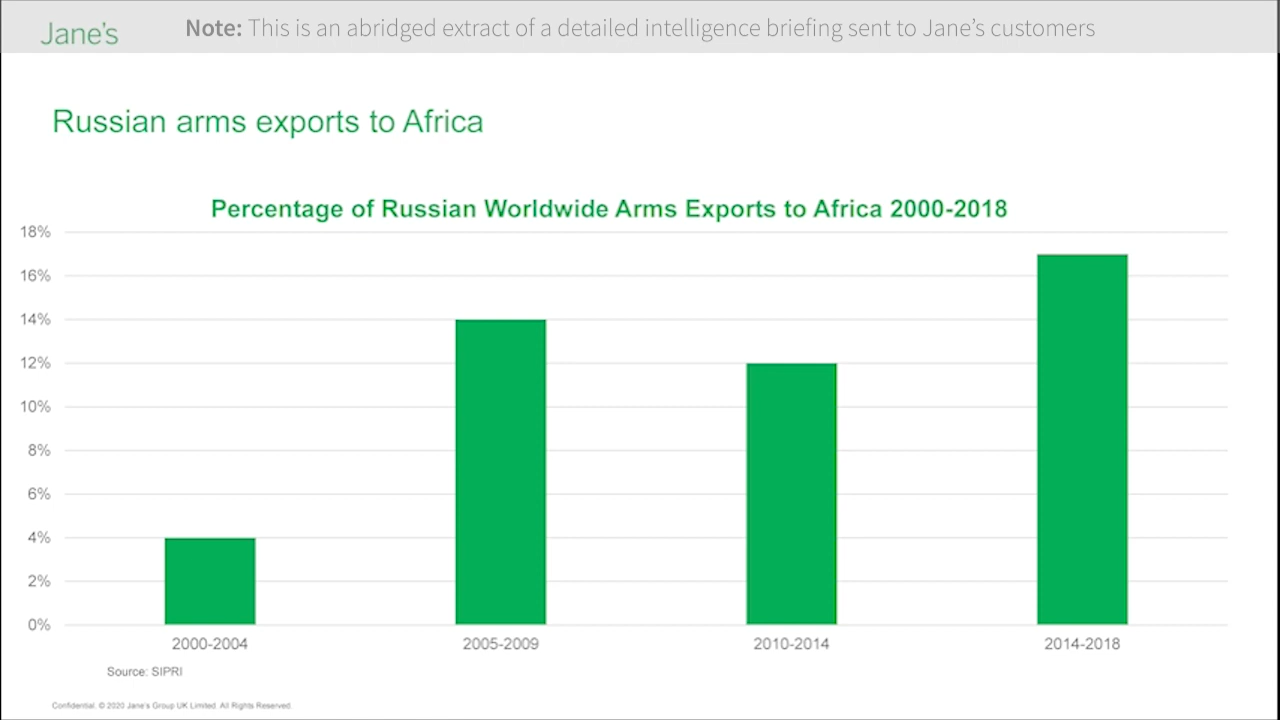 Jane's
Note: This is an abridged extract of a detailed intelligence briefing sent to Jane’s customers
Russian arms exports to Africa
Percentage of Russian Worldwide Arms Exports to Africa 2000-2018
18%
16%
14%
12%
10%
8%
6%
4%
2%
0%
2000-2004 2005-2009 2010-2014 2014-2018
Source: SIPRI
Confidential. © 2020 Jane's Group UK Limited. All Rights Reserved.